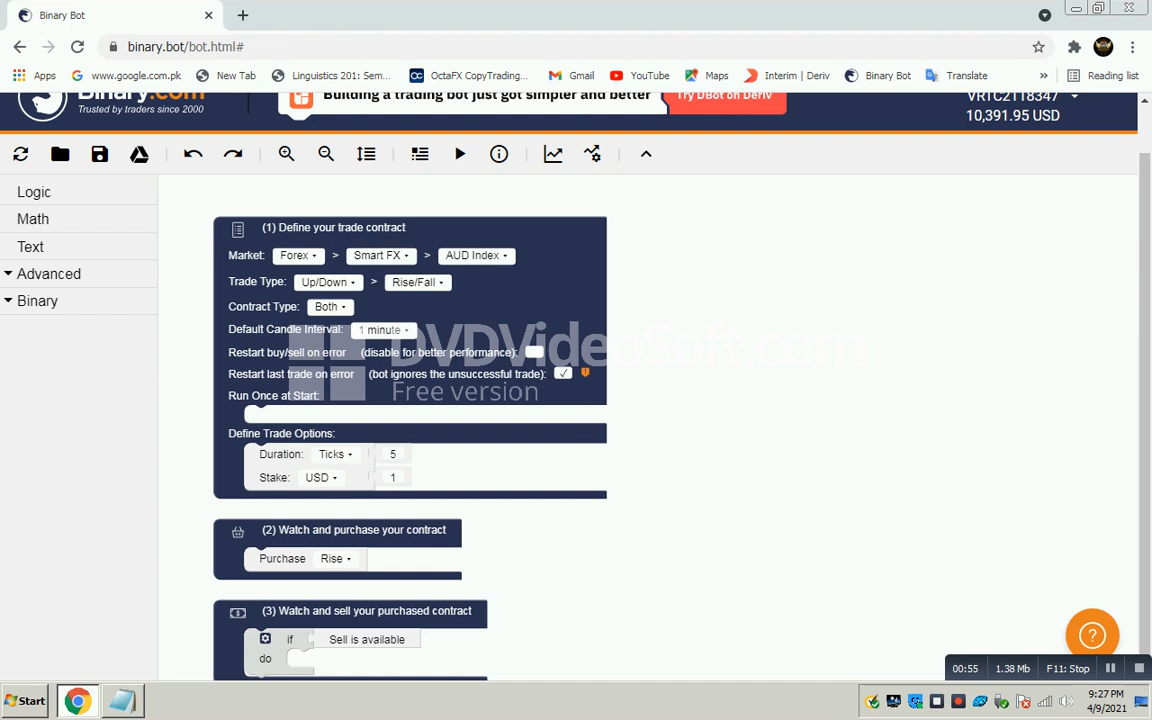 Binary Bot
binary.bot/bot.html#
Apps
www.google.com.pk
New Tab
Linguistics 201: Sem...
OctaFX CopyTrading...
Gmail
YouTube
Maps
Interim | Deriv
Binary Bot
Translate
Reading list
Binary.com
Trusted by traders since 2000
Building a trading bot just got simpler and better
Try DBot on Deriv
VRTC2118347
10,391.95 USD
Logic
Math
Text
Advanced
Binary
(1) Define your trade contract
Market: Forex > Smart FX > AUD Index
Trade Type: Up/Down > Rise/Fall
Contract Type: Both
Default Candle Interval: 1 minute
Restart buy/sell on error (disable for better performance):
Restart last trade on error (bot ignores the unsuccessful trade): ✓
Run Once at Start:
Define Trade Options:
Duration: Ticks 5
Stake: USD 1
DVDVideoSoft.com
Free version
(2) Watch and purchase your contract
Purchase Rise
(3) Watch and sell your purchased contract
if Sell is available
do
?
00:55 1.38 Mb F11: Stop
Start
9:27 PM
4/9/2021